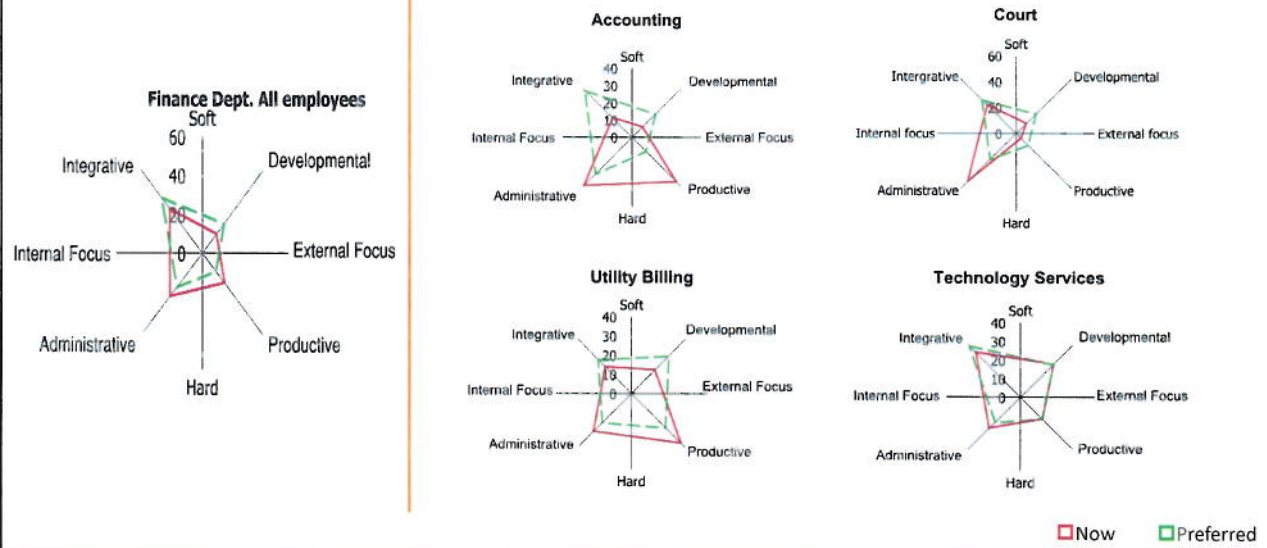 Finance Dept. All employees
Soft
60
40
20
0
Integrative
Developmental
Internal Focus
External Focus
Administrative
Productive
Hard
Accounting
Soft
40
30
20
10
0
Integrative
Developmental
Internal Focus
External Focus
Administrative
Productive
Hard
Court
Soft
60
40
20
0
Intergrative
Developmental
Internal focus
External focus
Administrative
Productive
Hard
Utility Billing
Soft
40
30
20
10
0
Integrative
Developmental
Internal Focus
External Focus
Administrative
Productive
Hard
Technology Services
Soft
40
30
20
10
0
Integrative
Developmental
Internal Focus
External Focus
Administrative
Productive
Hard
Now
Preferred